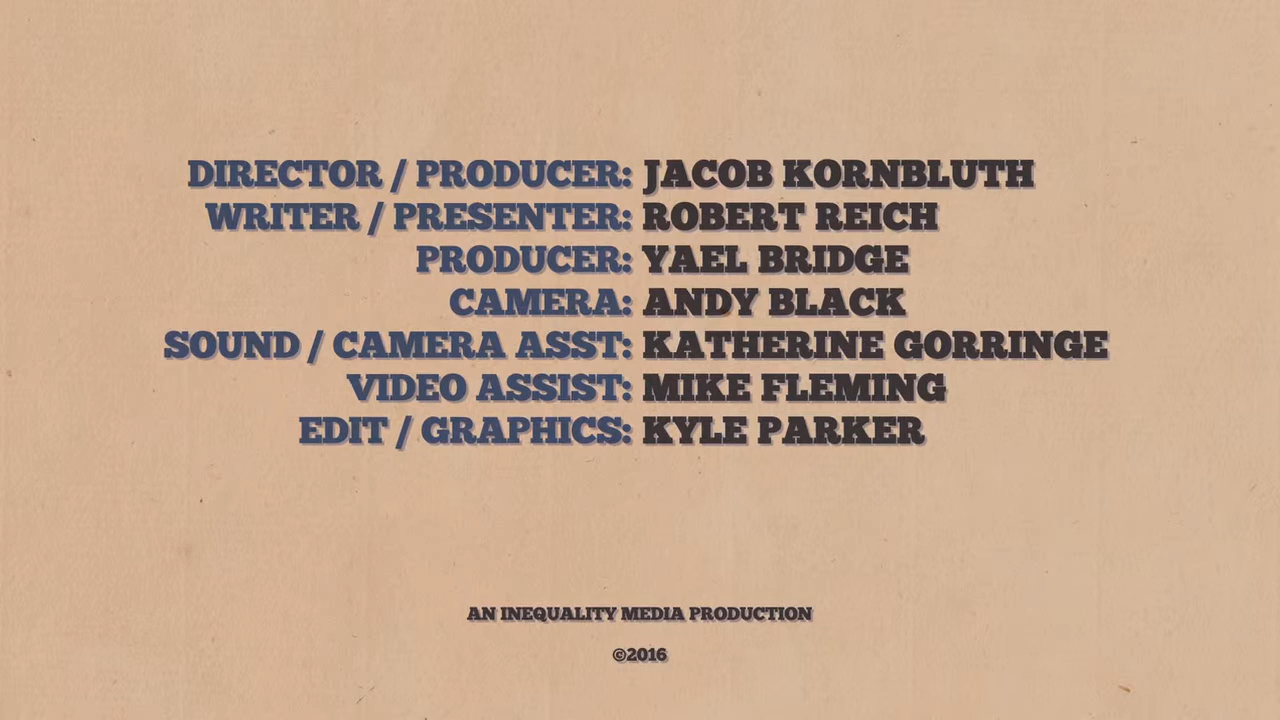 DIRECTOR / PRODUCER: JACOB KORNBLUTH
WRITER / PRESENTER: ROBERT REICH
PRODUCER: YAEL BRIDGE
CAMERA: ANDY BLACK
SOUND / CAMERA ASST: KATHERINE GORRINGE
VIDEO ASSIST: MIKE FLEMING
EDIT / GRAPHICS: KYLE PARKER
AN INEQUALITY MEDIA PRODUCTION
©2016